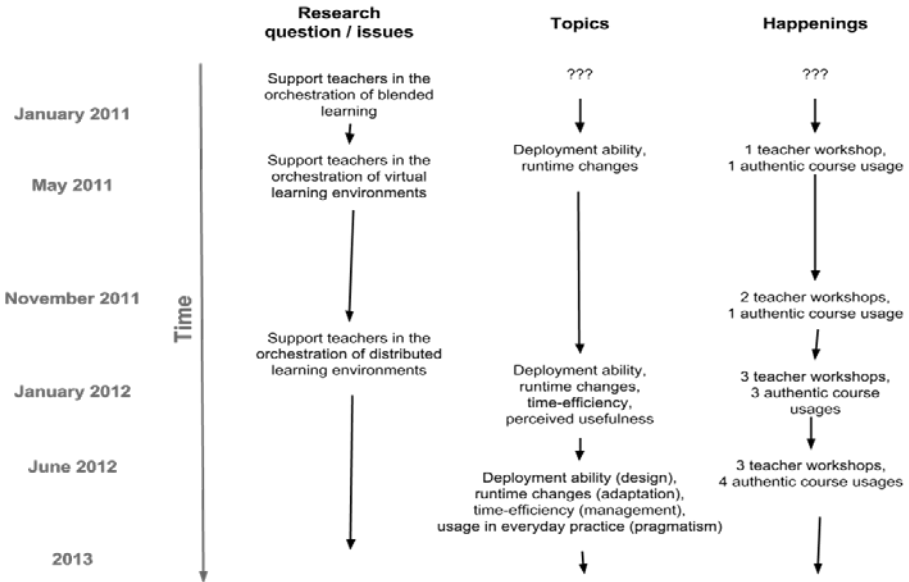 Research
question / issues
Topics
Happenings
Time
January 2011
May 2011
November 2011
January 2012
June 2012
2013
Support teachers in the
orchestration of blended
learning
Support teachers in the
orchestration of virtual
learning environments
Support teachers in the
orchestration of distributed
learning environments
???
Deployment ability,
runtime changes
Deployment ability,
runtime changes,
time-efficiency,
perceived usefulness
Deployment ability (design),
runtime changes (adaptation),
time-efficiency (management),
usage in everyday practice (pragmatism)
???
1 teacher workshop,
1 authentic course usage
2 teacher workshops,
1 authentic course usage
3 teacher workshops,
3 authentic course
usages
3 teacher workshops,
4 authentic course usages